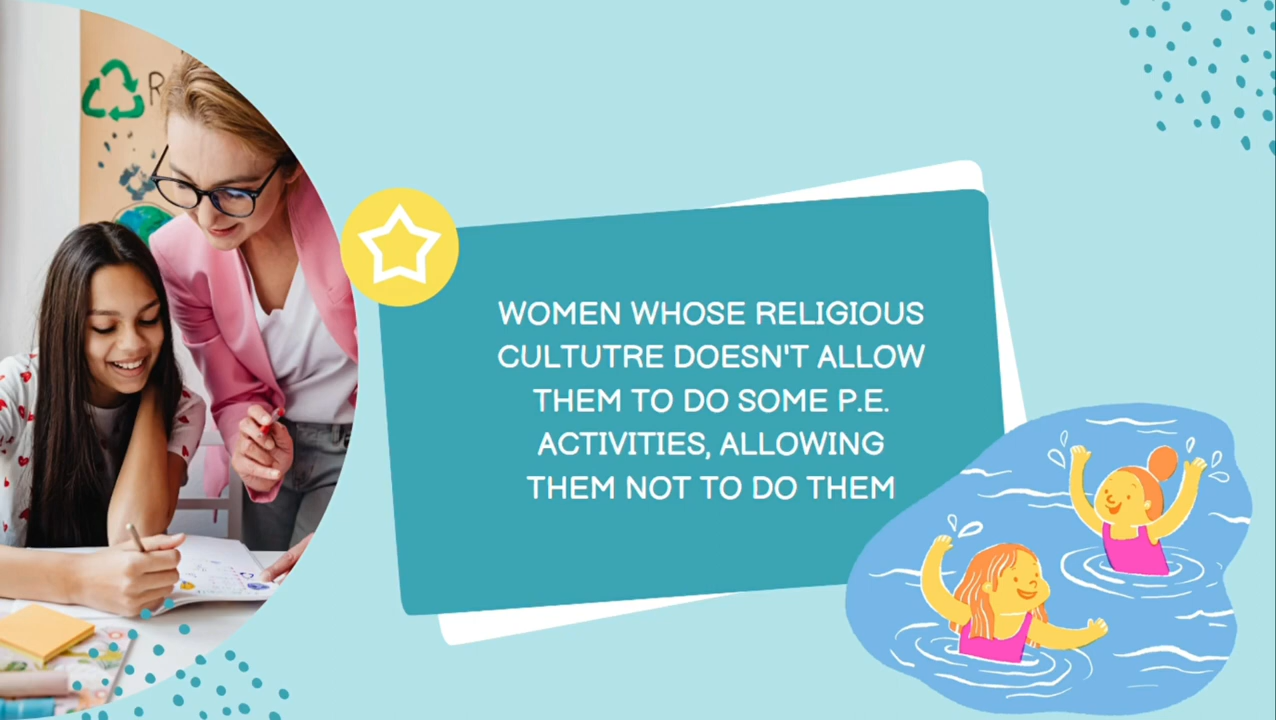 R
WOMEN WHOSE RELIGIOUS
CULTUTRE DOESN'T ALLOW
THEM TO DO SOME P.E.
ACTIVITIES, ALLOWING
THEM NOT TO DO THEM